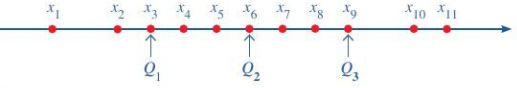 x₁ x₂ x₃ x₄ x₅ x₆ x₇ x₈ x₉ x₁₀ x₁₁
Q₁ Q₂ Q₃